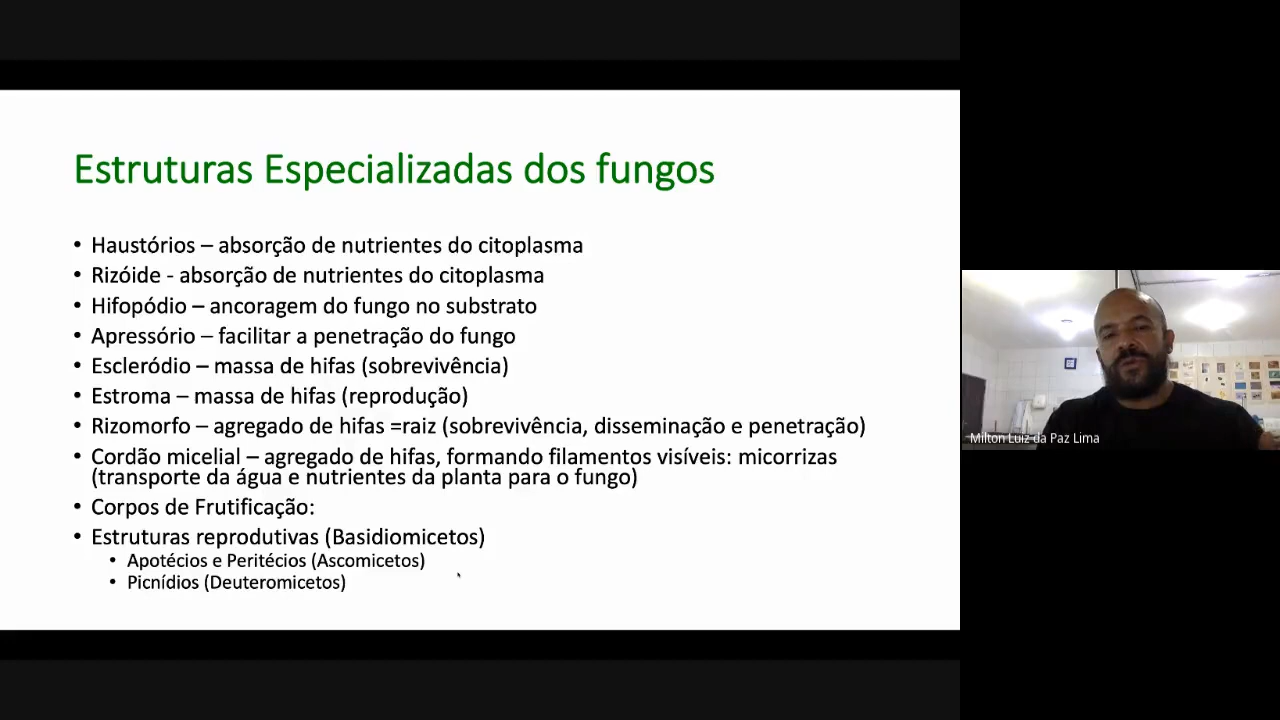 Estruturas Especializadas dos fungos
• Haustórios – absorção de nutrientes do citoplasma
• Rizóide - absorção de nutrientes do citoplasma
• Hifopódio – ancoragem do fungo no substrato
• Apressório – facilitar a penetração do fungo
• Escleródio – massa de hifas (sobrevivência)
• Estroma – massa de hifas (reprodução)
• Rizomorfo – agregado de hifas =raiz (sobrevivência, disseminação e penetração)
• Cordão micelial – agregado de hifas, formando filamentos visíveis: micorrizas
(transporte da água e nutrientes da planta para o fungo)
• Corpos de Frutificação:
• Estruturas reprodutivas (Basidiomicetos)
• Apotécios e Peritécios (Ascomicetos)
• Picnídios (Deuteromicetos)
Milton Luiz da Paz Lima